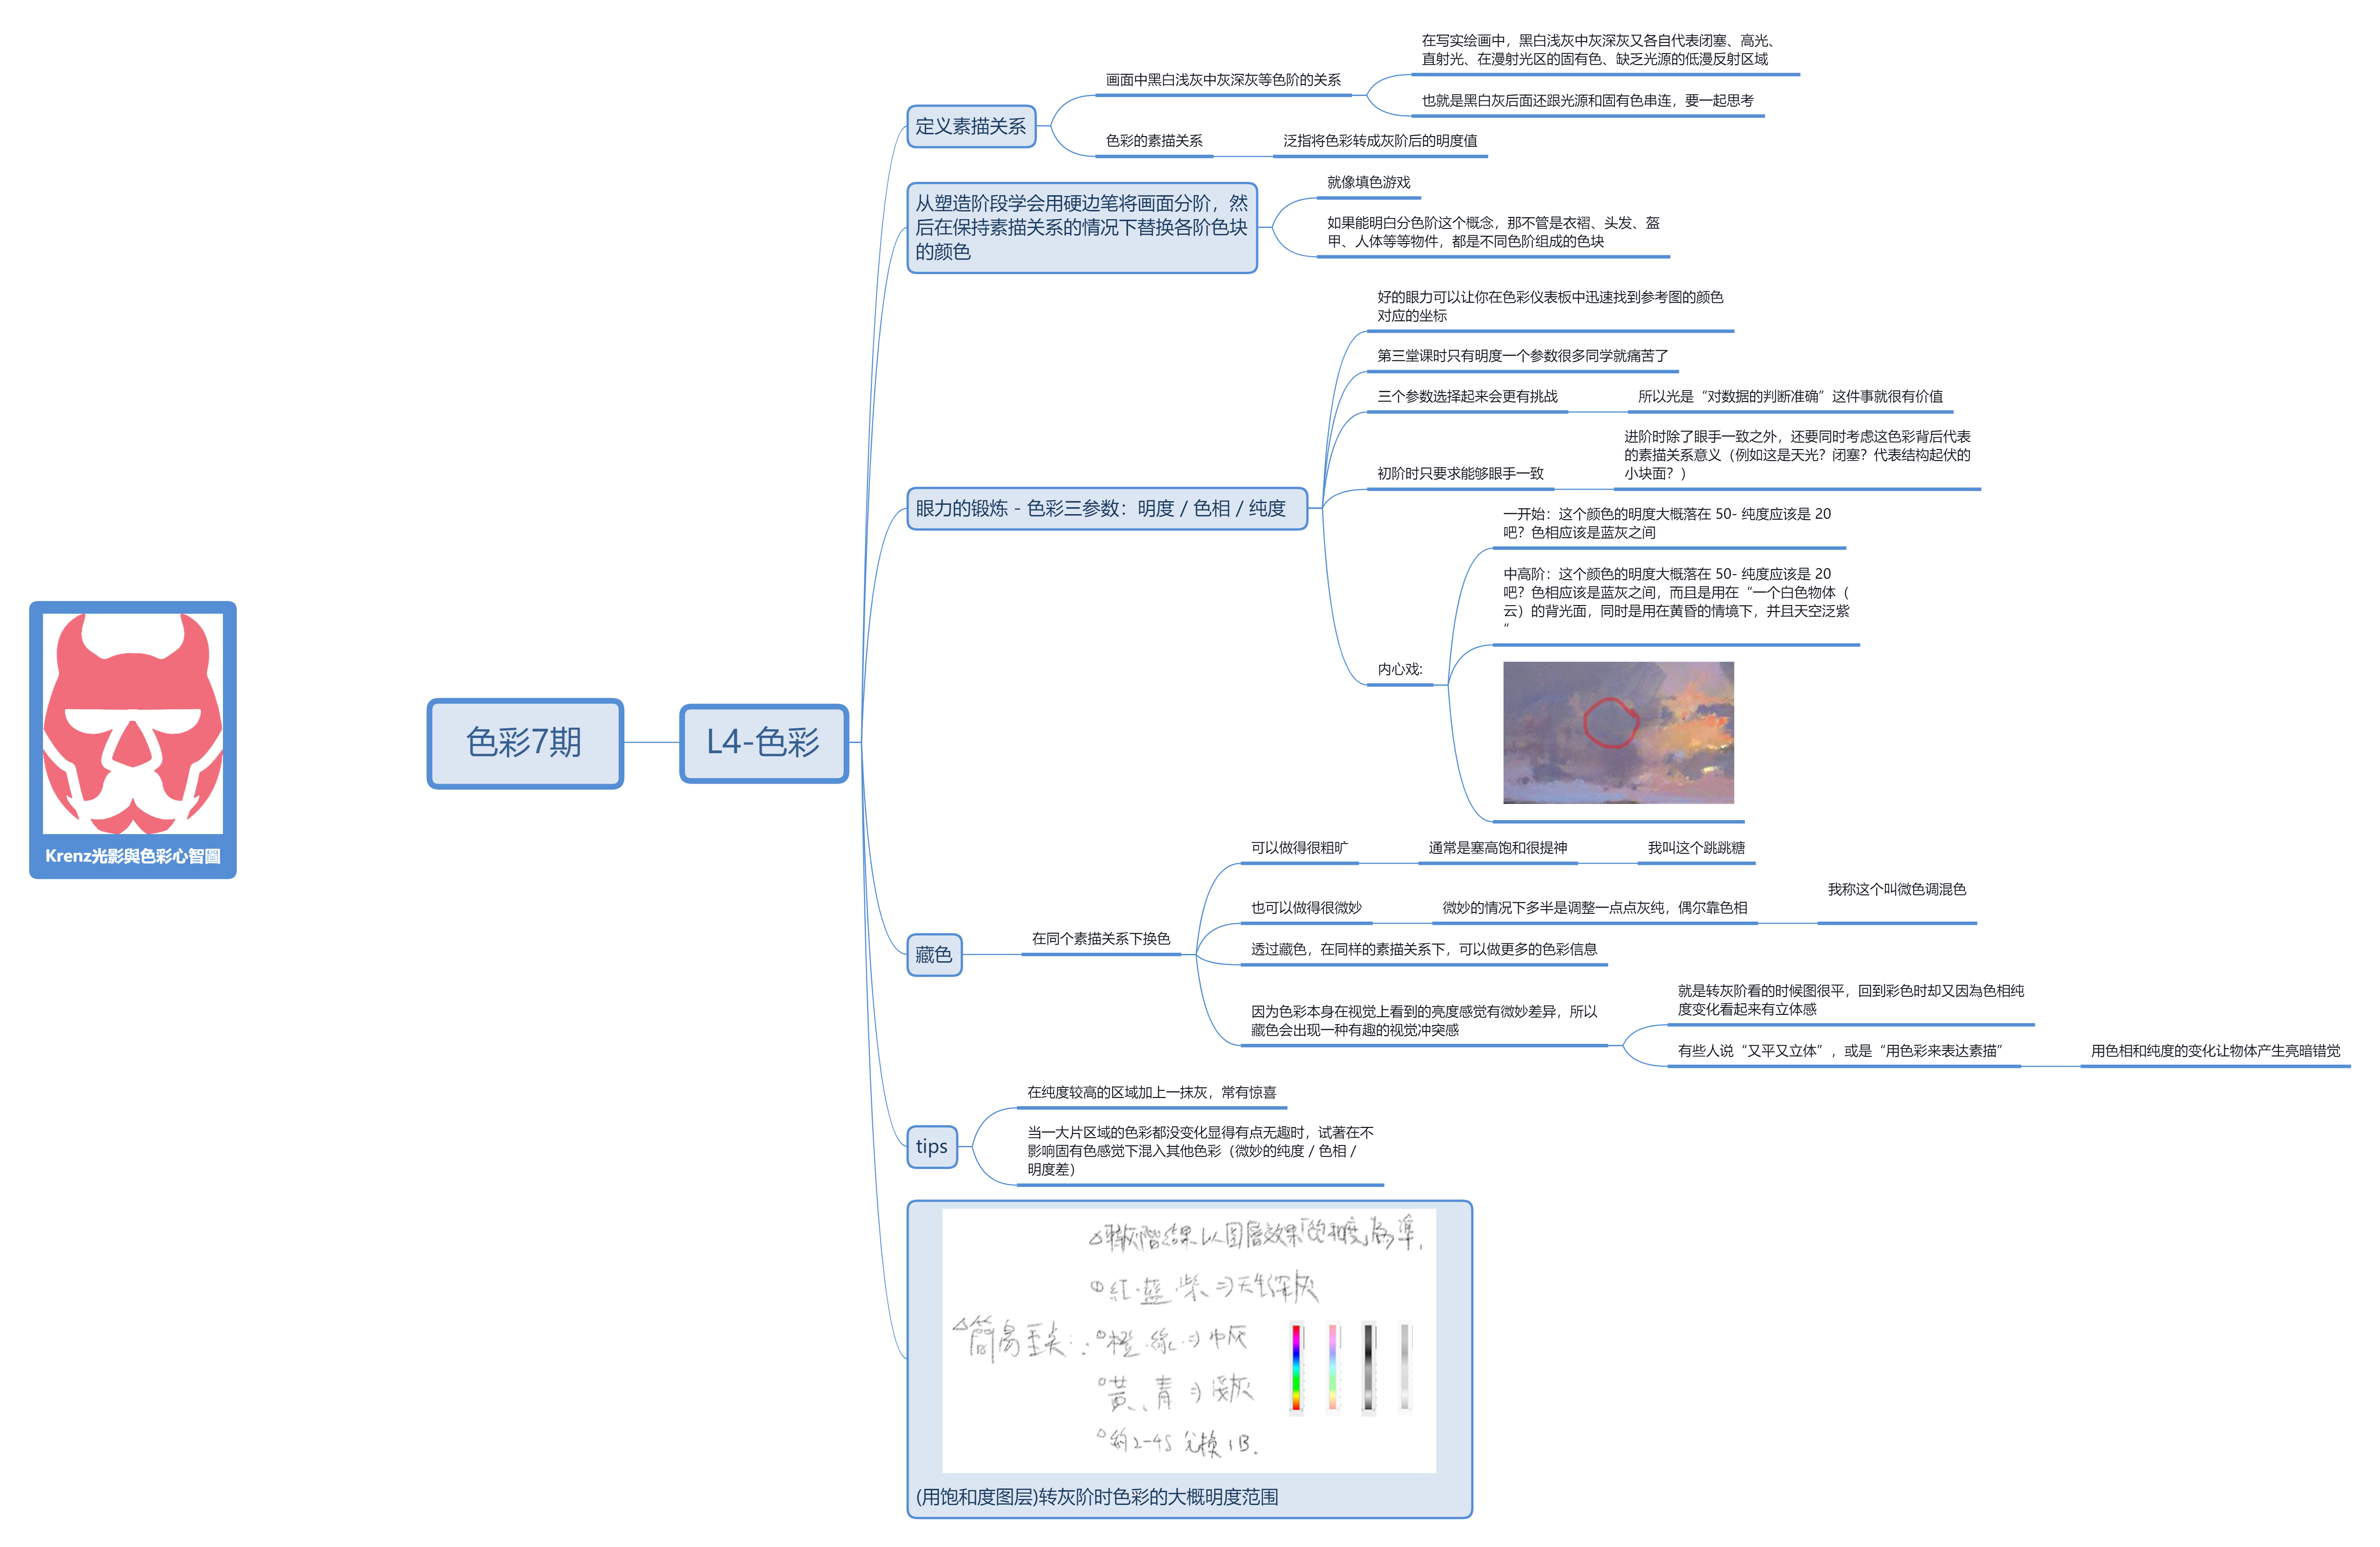 Krenz光影與色彩心智圖
色彩7期
L4-色彩
定义素描关系
画面中黑白浅灰中灰深灰等色阶的关系
在写实绘画中，黑白浅灰中灰深灰又各自代表闭塞、高光、
直射光、在漫射光区的固有色、缺乏光源的低漫反射区域
也就是黑白灰后面还跟光源和固有色串连，要一起思考
色彩的素描关系
泛指将色彩转成灰阶后的明度值
从塑造阶段学会用硬边笔将画面分阶，然
后在保持素描关系的情况下替换各阶色块
的颜色
就像填色游戏
如果能明白分色阶这个概念，那不管是衣褶、头发、盔
甲、人体等等物件，都是不同色阶组成的色块
眼力的锻炼 - 色彩三参数：明度 / 色相 / 纯度
好的眼力可以让你在色彩仪表板中迅速找到参考图的颜色
对应的坐标
第三堂课时只有明度一个参数很多同学就痛苦了
三个参数选择起来会更有挑战
所以光是“对数据的判断准确”这件事就很有价值
初阶时只要求能够眼手一致
进阶时除了眼手一致之外，还要同时考虑这色彩背后代表
的素描关系意义（例如这是天光？闭塞？代表结构起伏的
小块面？）
内心戏:
一开始：这个颜色的明度大概落在 50- 纯度应该是 20
吧？色相应该是蓝灰之间
中高阶：这个颜色的明度大概落在 50- 纯度应该是 20
吧？色相应该是蓝灰之间，而且是用在“一个白色物体（
云）的背光面，同时是用在黄昏的情境下，并且天空泛紫
”
藏色
在同个素描关系下换色
可以做得很粗旷
通常是塞高饱和很提神
我叫这个跳跳糖
也可以做得很微妙
微妙的情况下多半是调整一点点灰纯，偶尔靠色相
我称这个叫微色调混色
透过藏色，在同样的素描关系下，可以做更多的色彩信息
因为色彩本身在视觉上看到的亮度感觉有微妙差异，所以
藏色会出现一种有趣的视觉冲突感
就是转灰阶看的时候图很平，回到彩色时却又因為色相纯
度变化看起来有立体感
有些人说“又平又立体”，或是“用色彩来表达素描”
用色相和纯度的变化让物体产生亮暗错觉
tips
在纯度较高的区域加上一抹灰，常有惊喜
当一大片区域的色彩都没变化显得有点无趣时，试著在不
影响固有色感觉下混入其他色彩（微妙的纯度 / 色相 /
明度差）
△轉灰階結果以圖層效果「飽和度」為準.
①紅.藍.紫.⇒天生深灰
△簡易重點：.°橙.綠.⇒中灰
°黃、青⇒淺灰
°約2-4S 兌換1B.
(用饱和度图层)转灰阶时色彩的大概明度范围